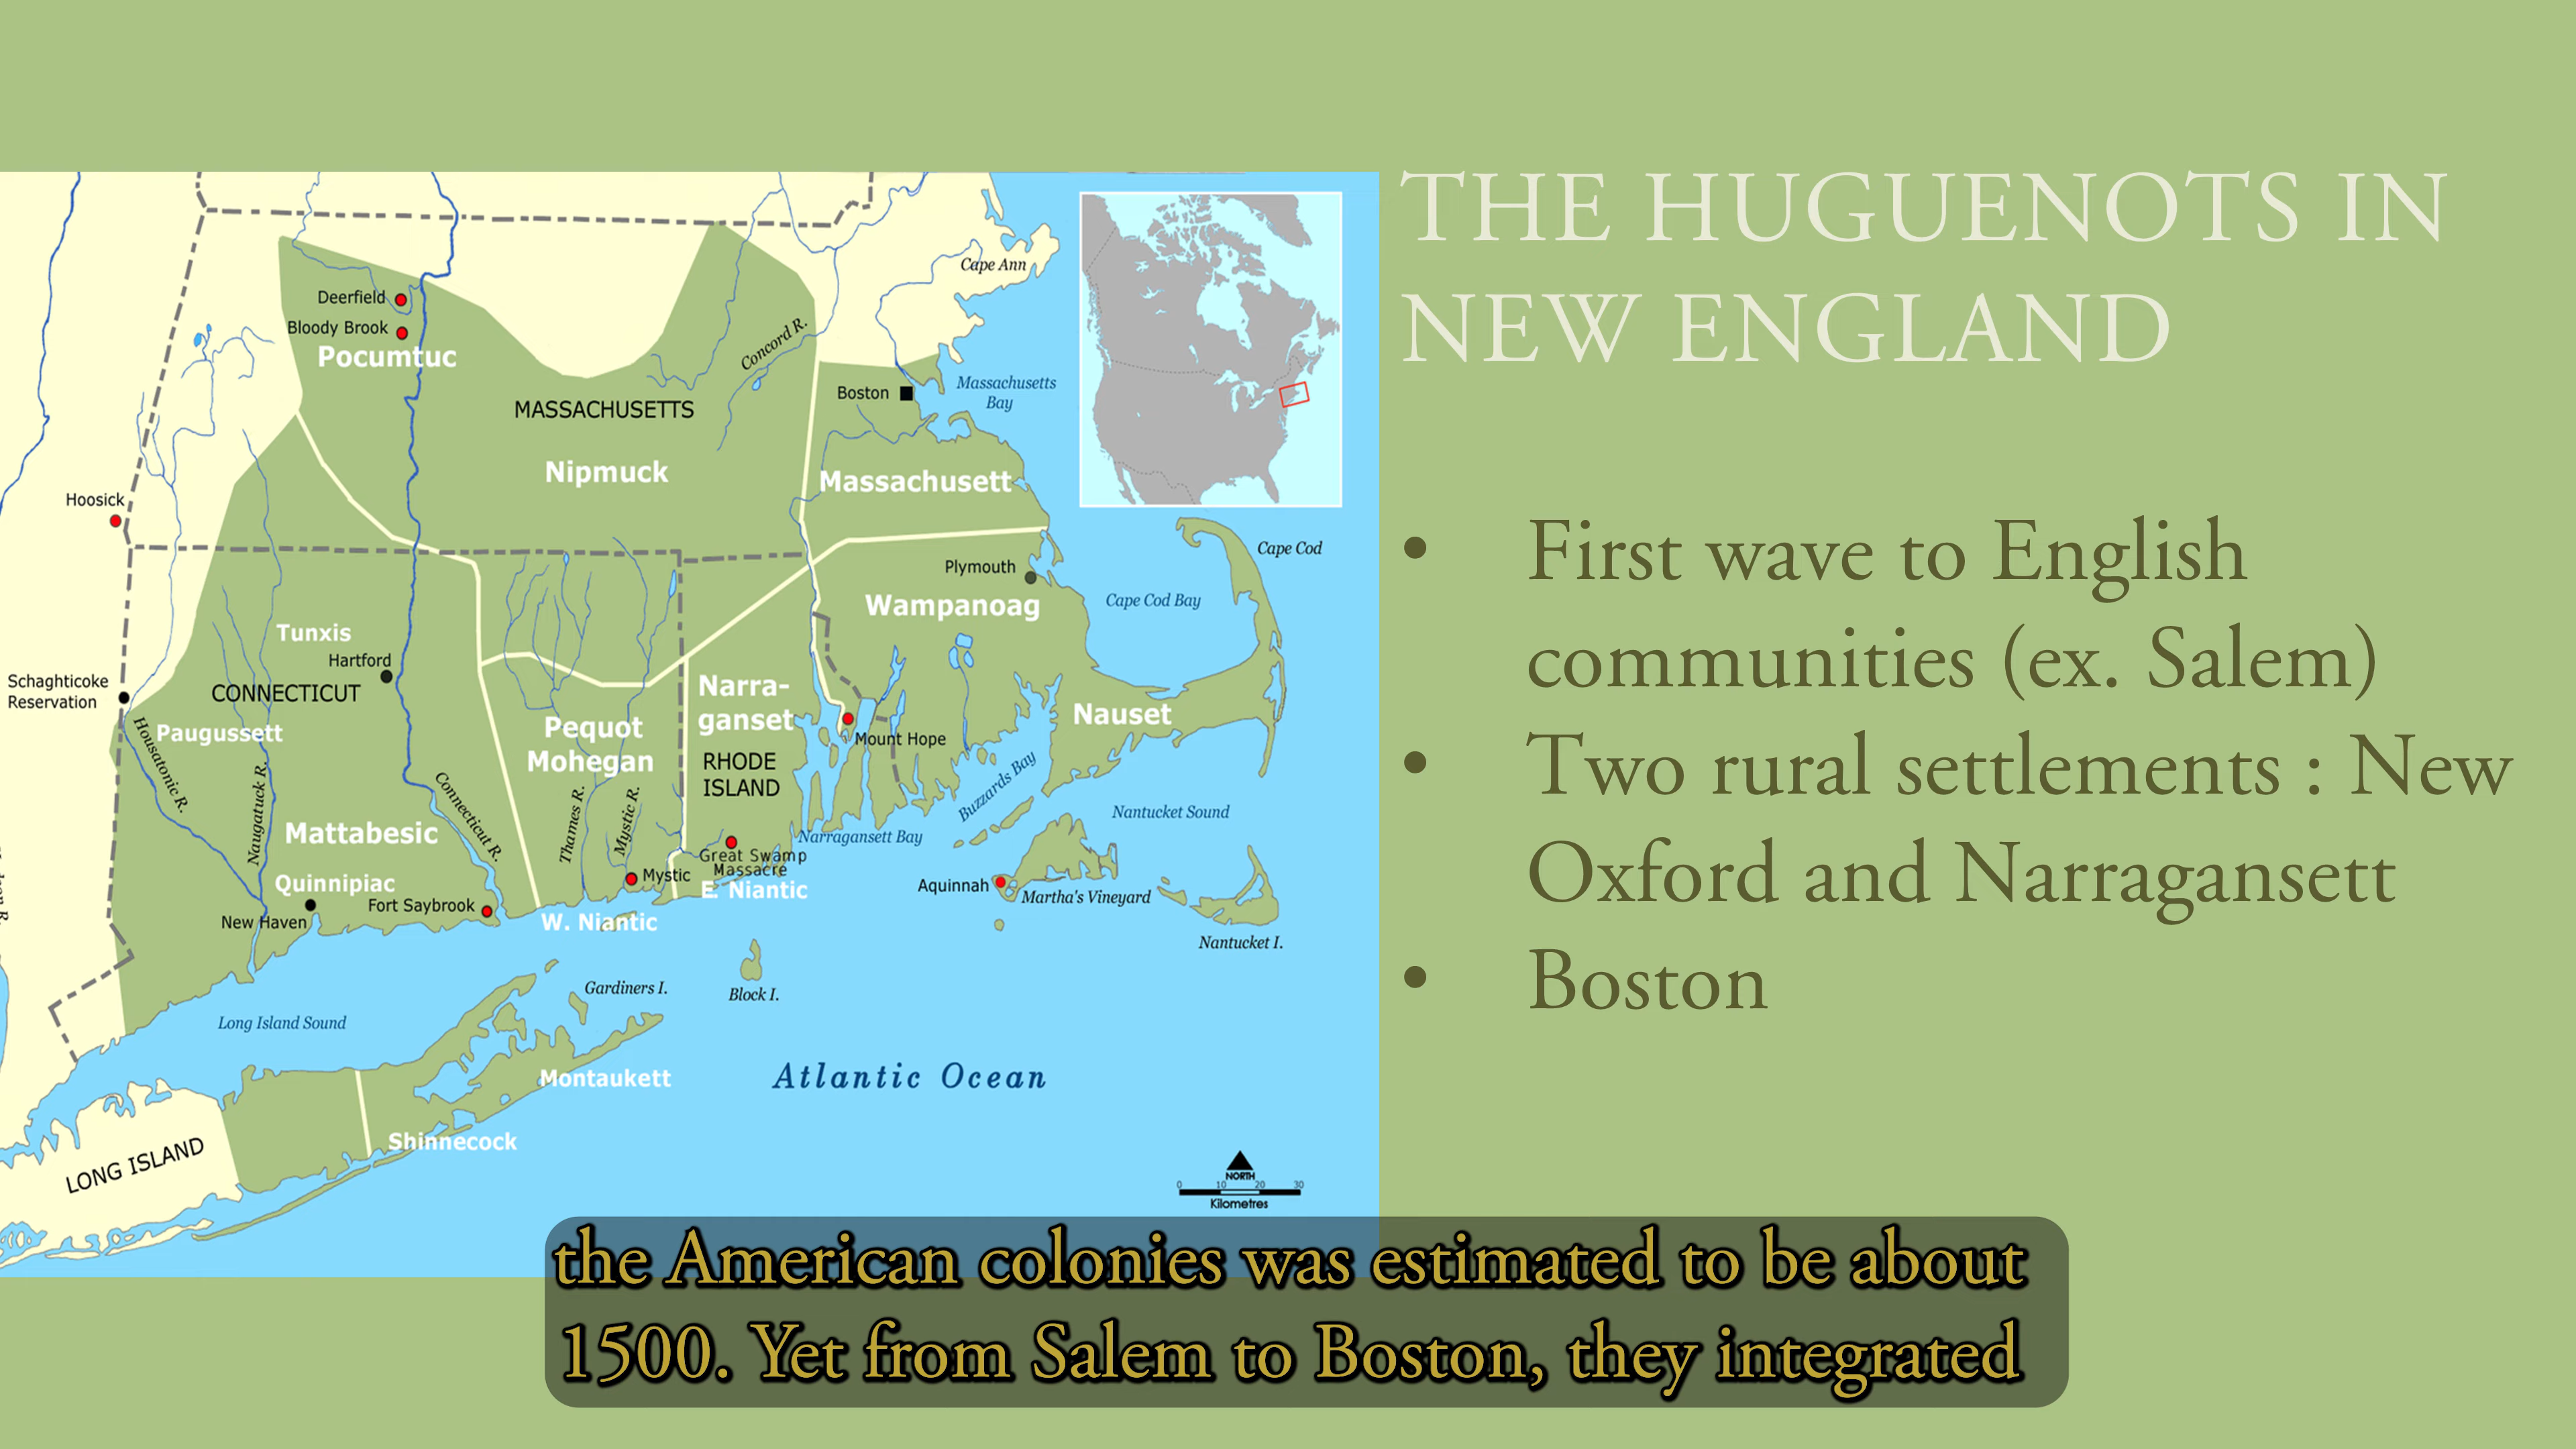 THE HUGUENOTS IN
NEW ENGLAND
• First wave to English
communities (ex. Salem)
• Two rural settlements : New
Oxford and Narragansett
• Boston
Cape Ann
Deerfield
Bloody Brook
Pocumtuc
Concord R.
Boston
Massachusetts
Bay
MASSACHUSETTS
Nipmuck
Massachusett
Hoosick
Cape Cod
Plymouth
Wampanoag
Cape Cod Bay
Tunxis
Hartford
CONNECTICUT
Schaghticoke
Reservation
Paugussett
Housatonic R.
Naugatuck R.
Connecticut R.
Pequot
Mohegan
Thames R.
Mystic R.
Narra-
ganset
RHODE
ISLAND
Mount Hope
Nauset
Buzzards Bay
Nantucket Sound
Narragansett Bay
Mattabesic
Quinnipiac
New Haven
Fort Saybrook
Mystic
Great Swamp
Massacre
E. Niantic
W. Niantic
Aquinnah
Martha's Vineyard
Nantucket I.
Gardiners I.
Block I.
Long Island Sound
Montaukett
Atlantic Ocean
Shinnecock
LONG ISLAND
NORTH
0 10 20 30
Kilometres
the American colonies was estimated to be about
1500. Yet from Salem to Boston, they integrated